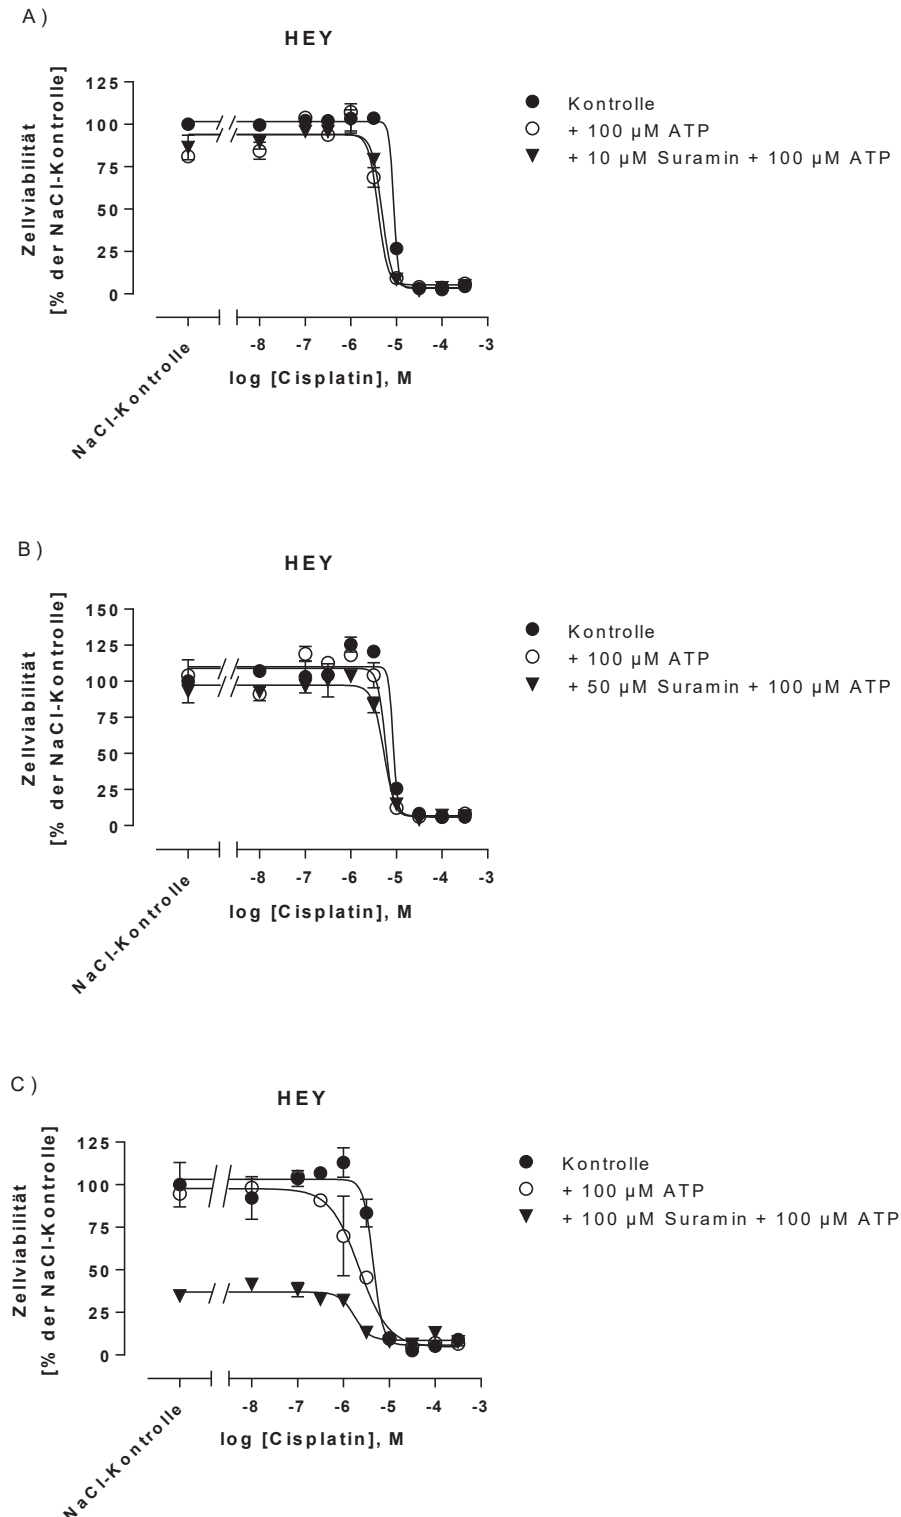 A)
HEY
Zellviabilität
[% der NaCl-Kontrolle]
125
100
75
50
25
0
Kontrolle
+ 100 µM ATP
+ 10 µM Suramin + 100 µM ATP
-8 -7 -6 -5 -4 -3
NaCl-Kontrolle
log [Cisplatin], M
B)
HEY
Zellviabilität
[% der NaCl-Kontrolle]
150
125
100
75
50
25
0
Kontrolle
+ 100 µM ATP
+ 50 µM Suramin + 100 µM ATP
-8 -7 -6 -5 -4 -3
NaCl-Kontrolle
log [Cisplatin], M
C)
HEY
Zellviabilität
[% der NaCl-Kontrolle]
125
100
75
50
25
0
Kontrolle
+ 100 µM ATP
+ 100 µM Suramin + 100 µM ATP
-8 -7 -6 -5 -4 -3
NaCl-Kontrolle
log [Cisplatin], M